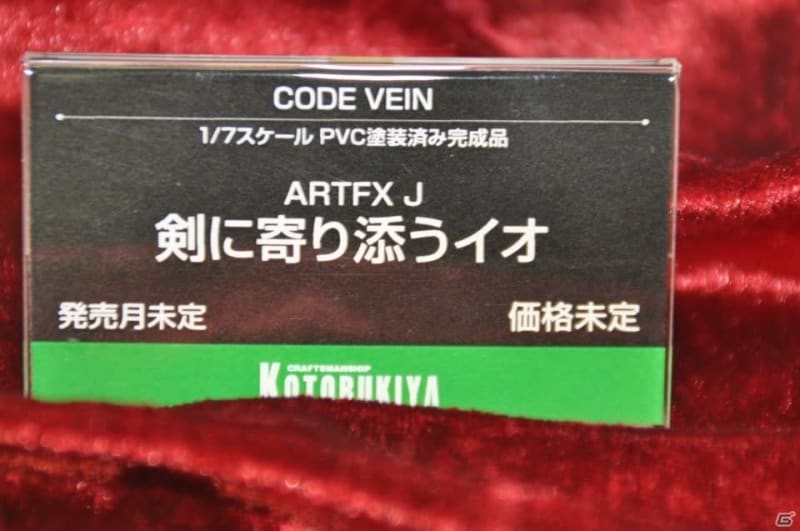 CODE VEIN
1/7スケール PVC塗装済み完成品
ARTFX J
剣に寄り添うイオ
発売月未定 価格未定
CRAFTSMANSHIP
KOTOBUKIYA